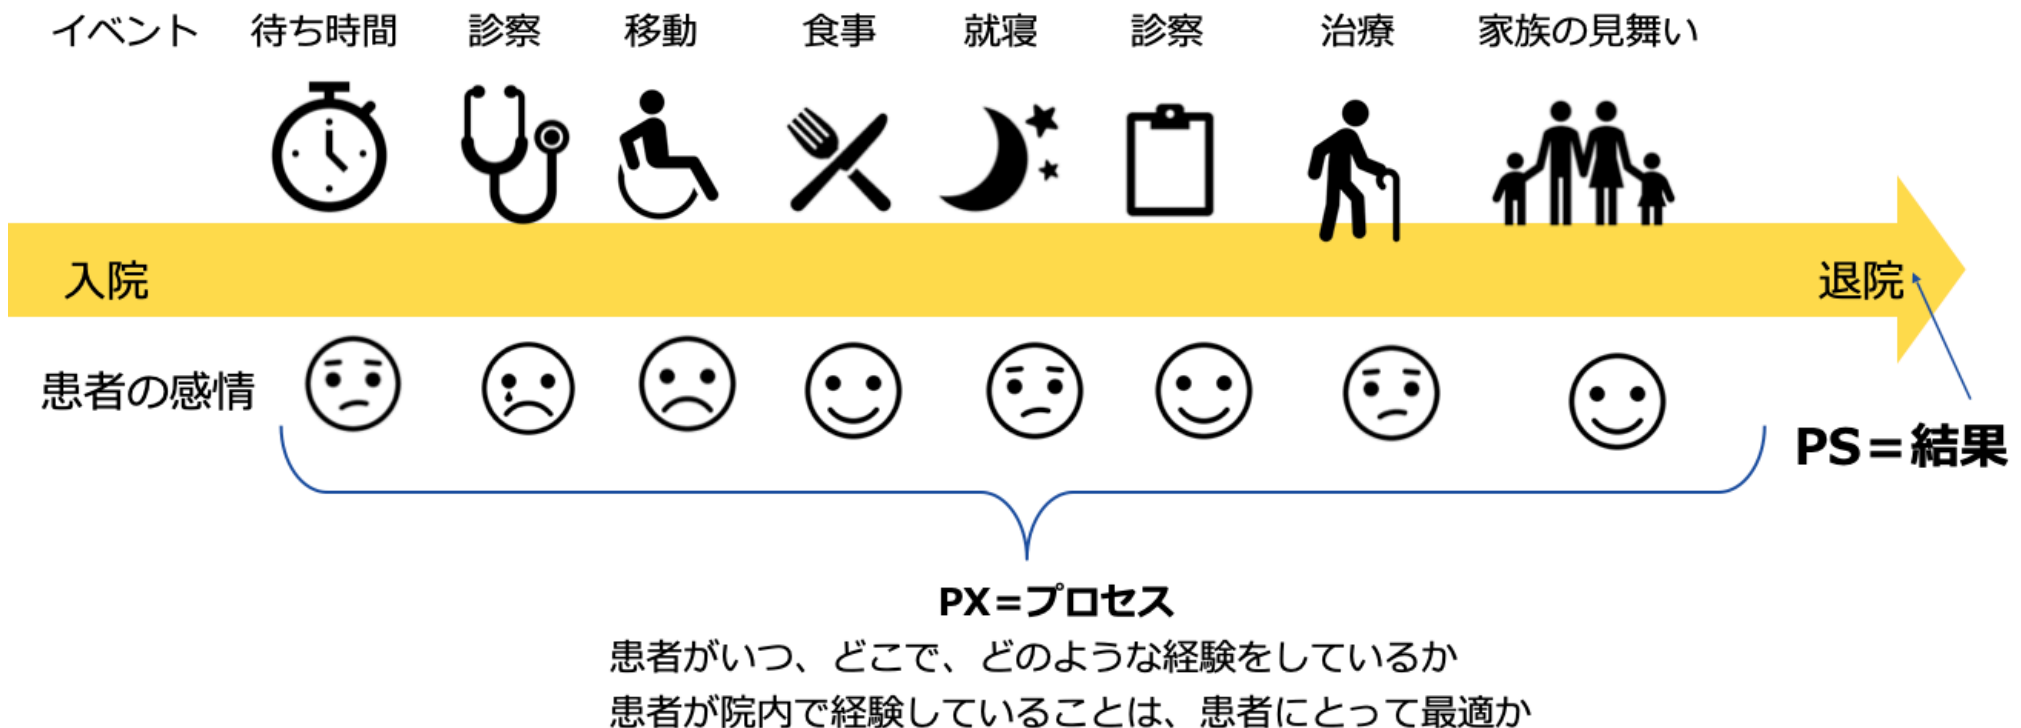 イベント 待ち時間 診察 移動 食事 就寝 診察 治療 家族の見舞い
入院 退院
患者の感情
PS=結果
PX=プロセス
患者がいつ、どこで、どのような経験をしているか
患者が院内で経験していることは、患者にとって最適か